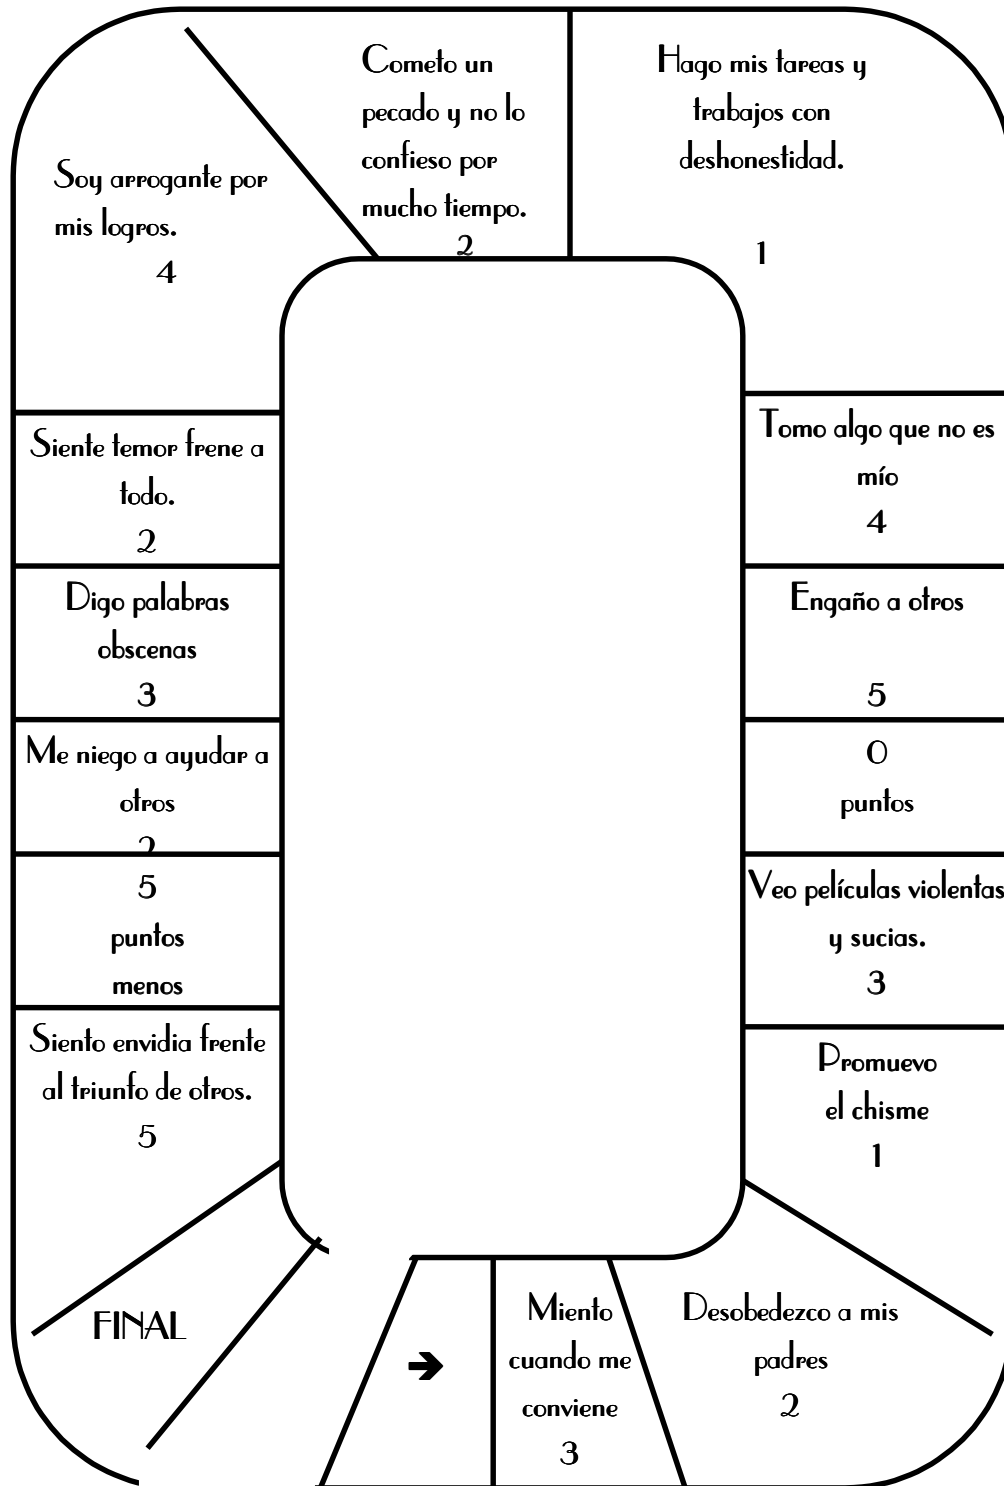 Cometo un
pecado y no lo
confieso por
mucho tiempo.
2
Hago mis tareas y
trabajos con
deshonestidad.
1
Soy arrogante por
mis logros.
4
Siente temor frene a
todo.
2
Tomo algo que no es
mío
4
Digo palabras
obscenas
3
Engaño a otros
5
Me niego a ayudar a
otros
2
0
puntos
5
puntos
menos
Veo películas violentas
y sucias.
3
Siento envidia frente
al triunfo de otros.
5
Promuevo
el chisme
1
FINAL
➔
Miento
cuando me
conviene
3
Desobedezco a mis
padres
2